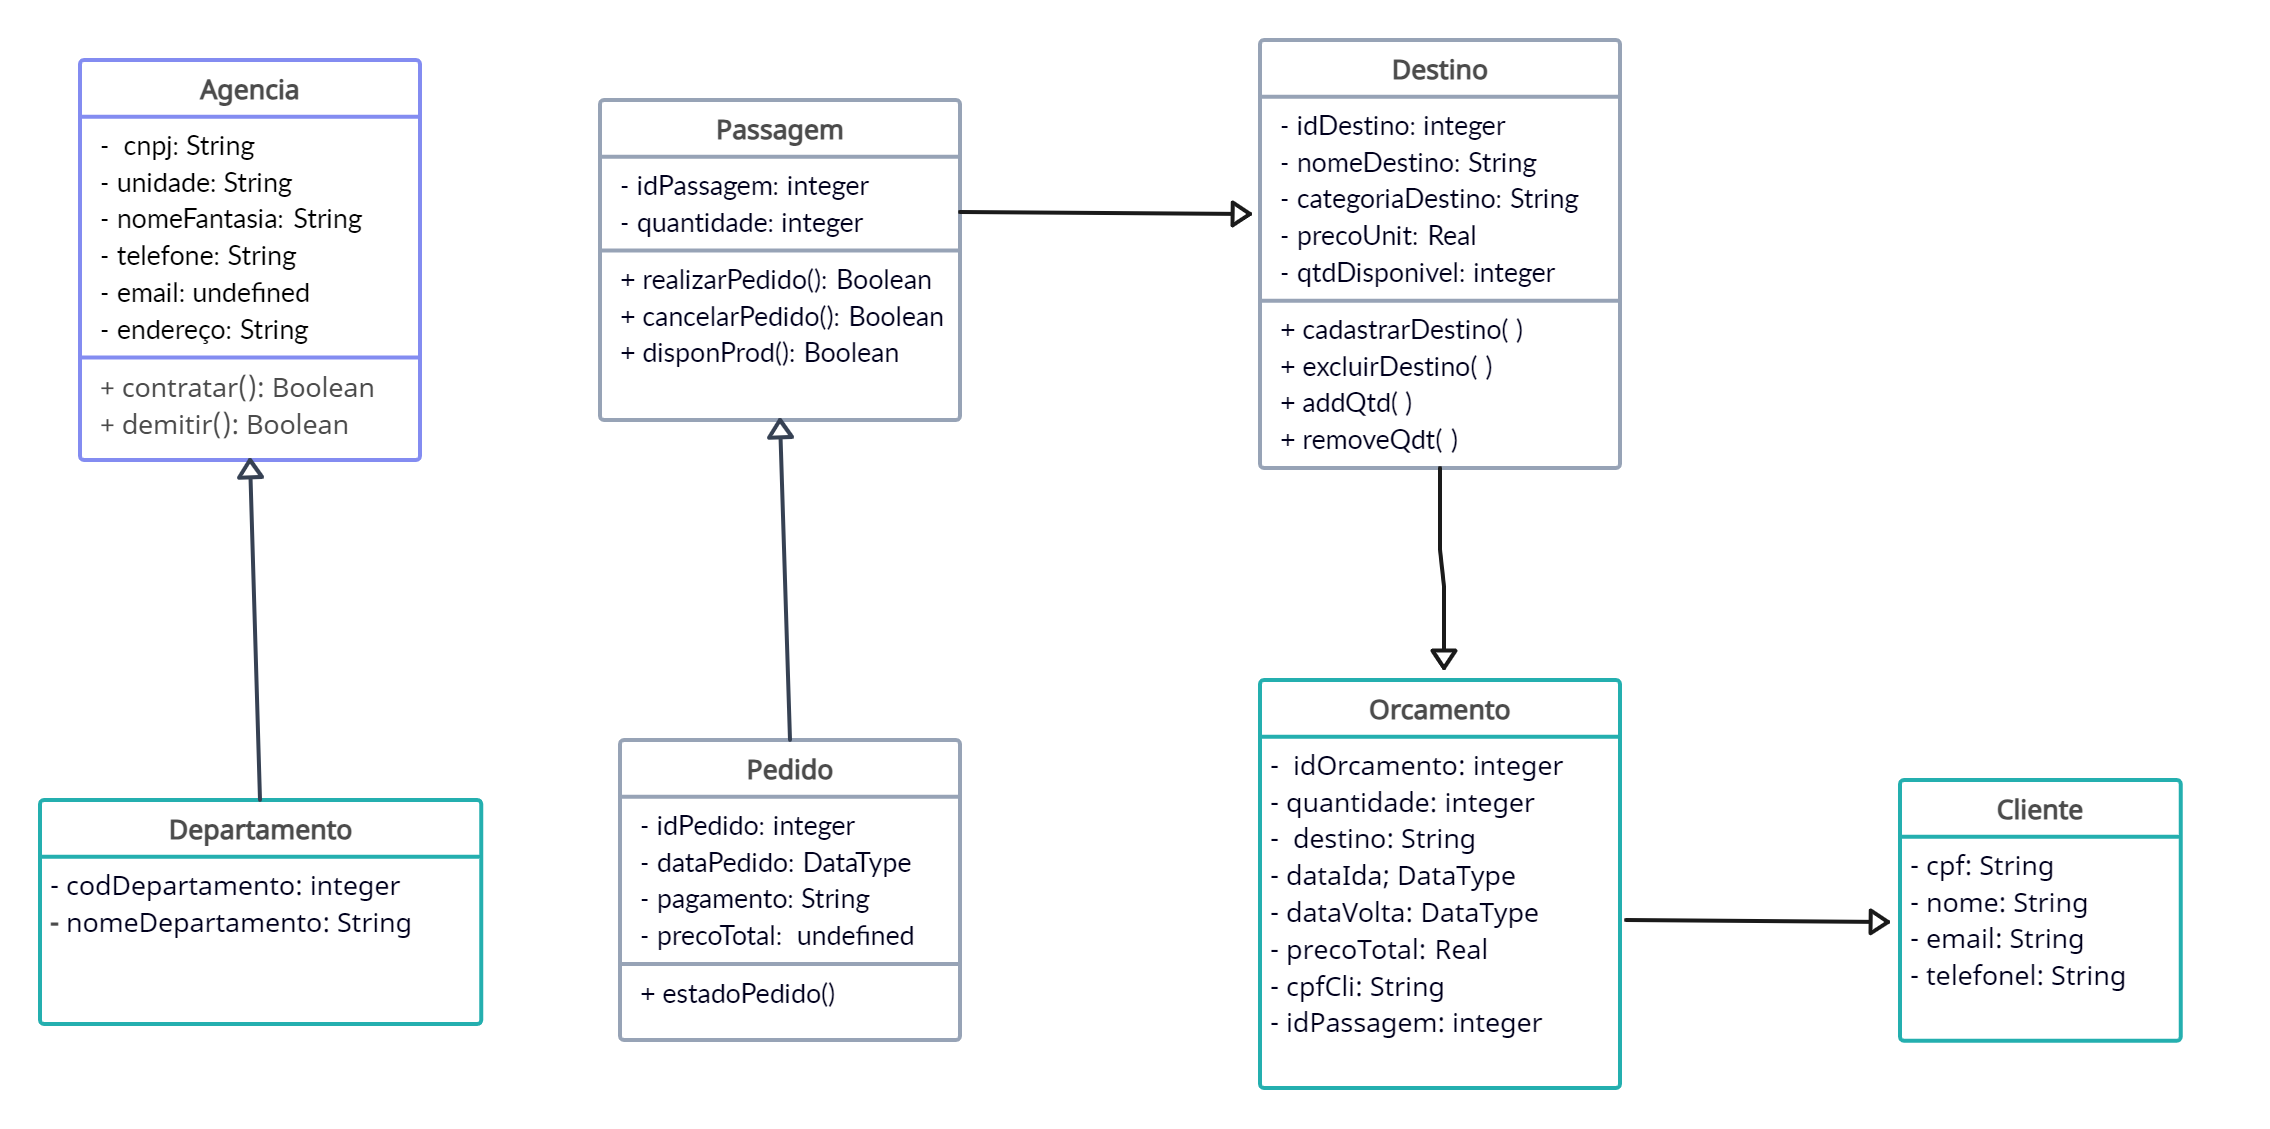 Agencia
-  cnpj: String
- unidade: String
- nomeFantasia: String
- telefone: String
- email: undefined
- endereço: String
+ contratar(): Boolean
+ demitir(): Boolean
Passagem
- idPassagem: integer
- quantidade: integer
+ realizarPedido(): Boolean
+ cancelarPedido(): Boolean
+ disponProd(): Boolean
Destino
- idDestino: integer
- nomeDestino: String
- categoriaDestino: String
- precoUnit: Real
- qtdDisponivel: integer
+ cadastrarDestino( )
+ excluirDestino( )
+ addQtd( )
+ removeQdt( )
Departamento
- codDepartamento: integer
- nomeDepartamento: String
Pedido
- idPedido: integer
- dataPedido: DataType
- pagamento: String
- precoTotal:  undefined
+ estadoPedido()
Orcamento
-  idOrcamento: integer
- quantidade: integer
-  destino: String
- dataIda; DataType
- dataVolta: DataType
- precoTotal: Real
- cpfCli: String
- idPassagem: integer
Cliente
- cpf: String
- nome: String
- email: String
- telefonel: String